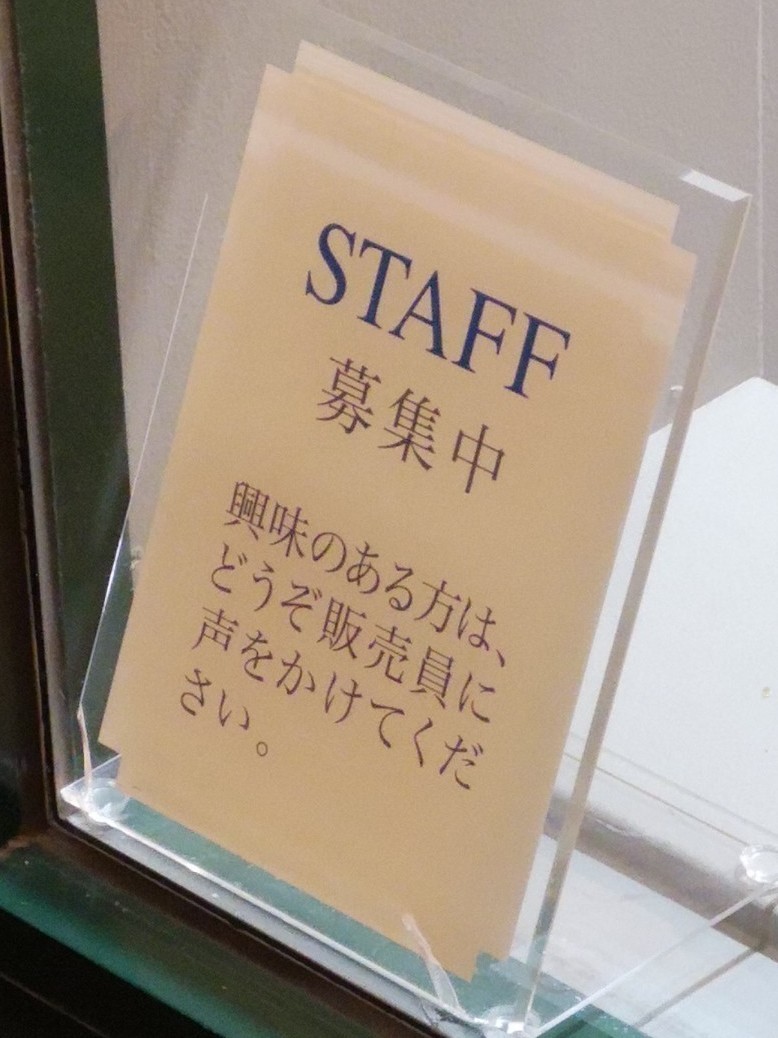 STAFF
募集中
興味のある方は、
どうぞ販売員に
声をかけてくだ
さい。